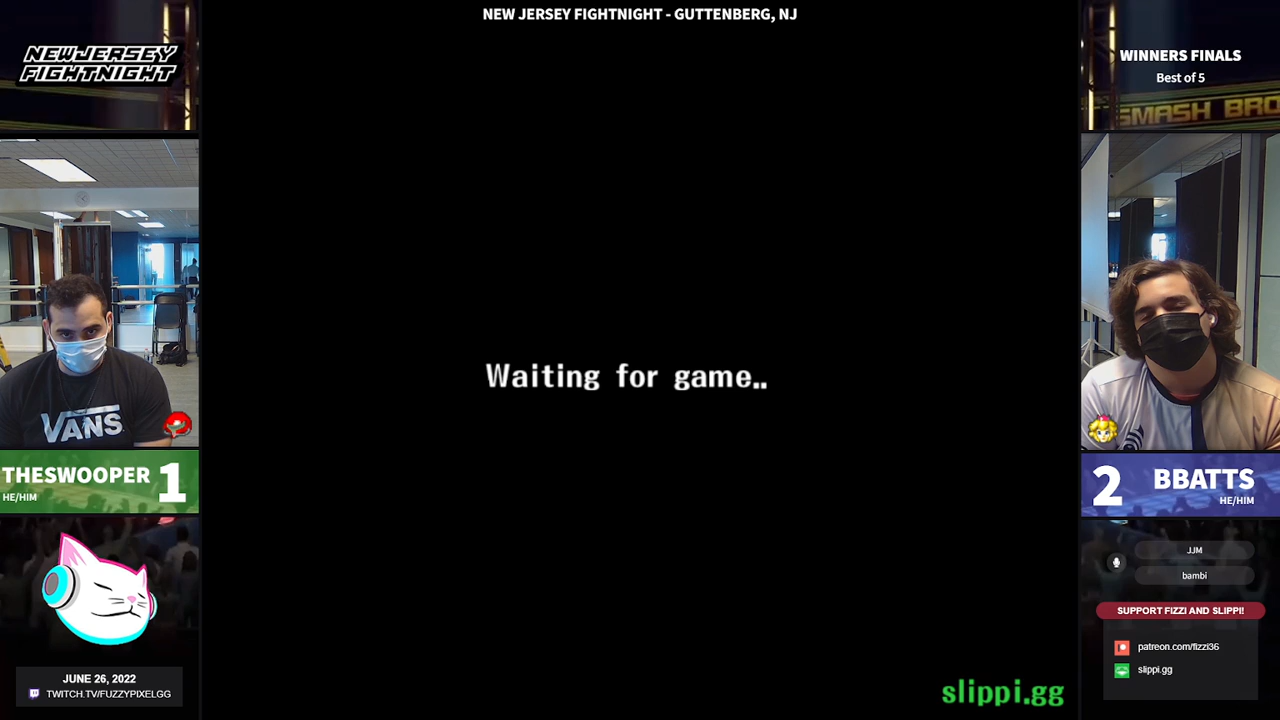 NEW JERSEY FIGHTNIGHT - GUTTENBERG, NJ
NEWJERSEY
FIGHTNIGHT
WINNERS FINALS
Best of 5
SMASH BRO
VANS
Waiting for game..
THESWOOPER 1
HE/HIM
2 BBATTS
HE/HIM
JJM
bambi
SUPPORT FIZZI AND SLIPPI!
patreon.com/fizzi36
slippi.gg
JUNE 26, 2022
TWITCH.TV/FUZZYPIXELGG
slippi.gg